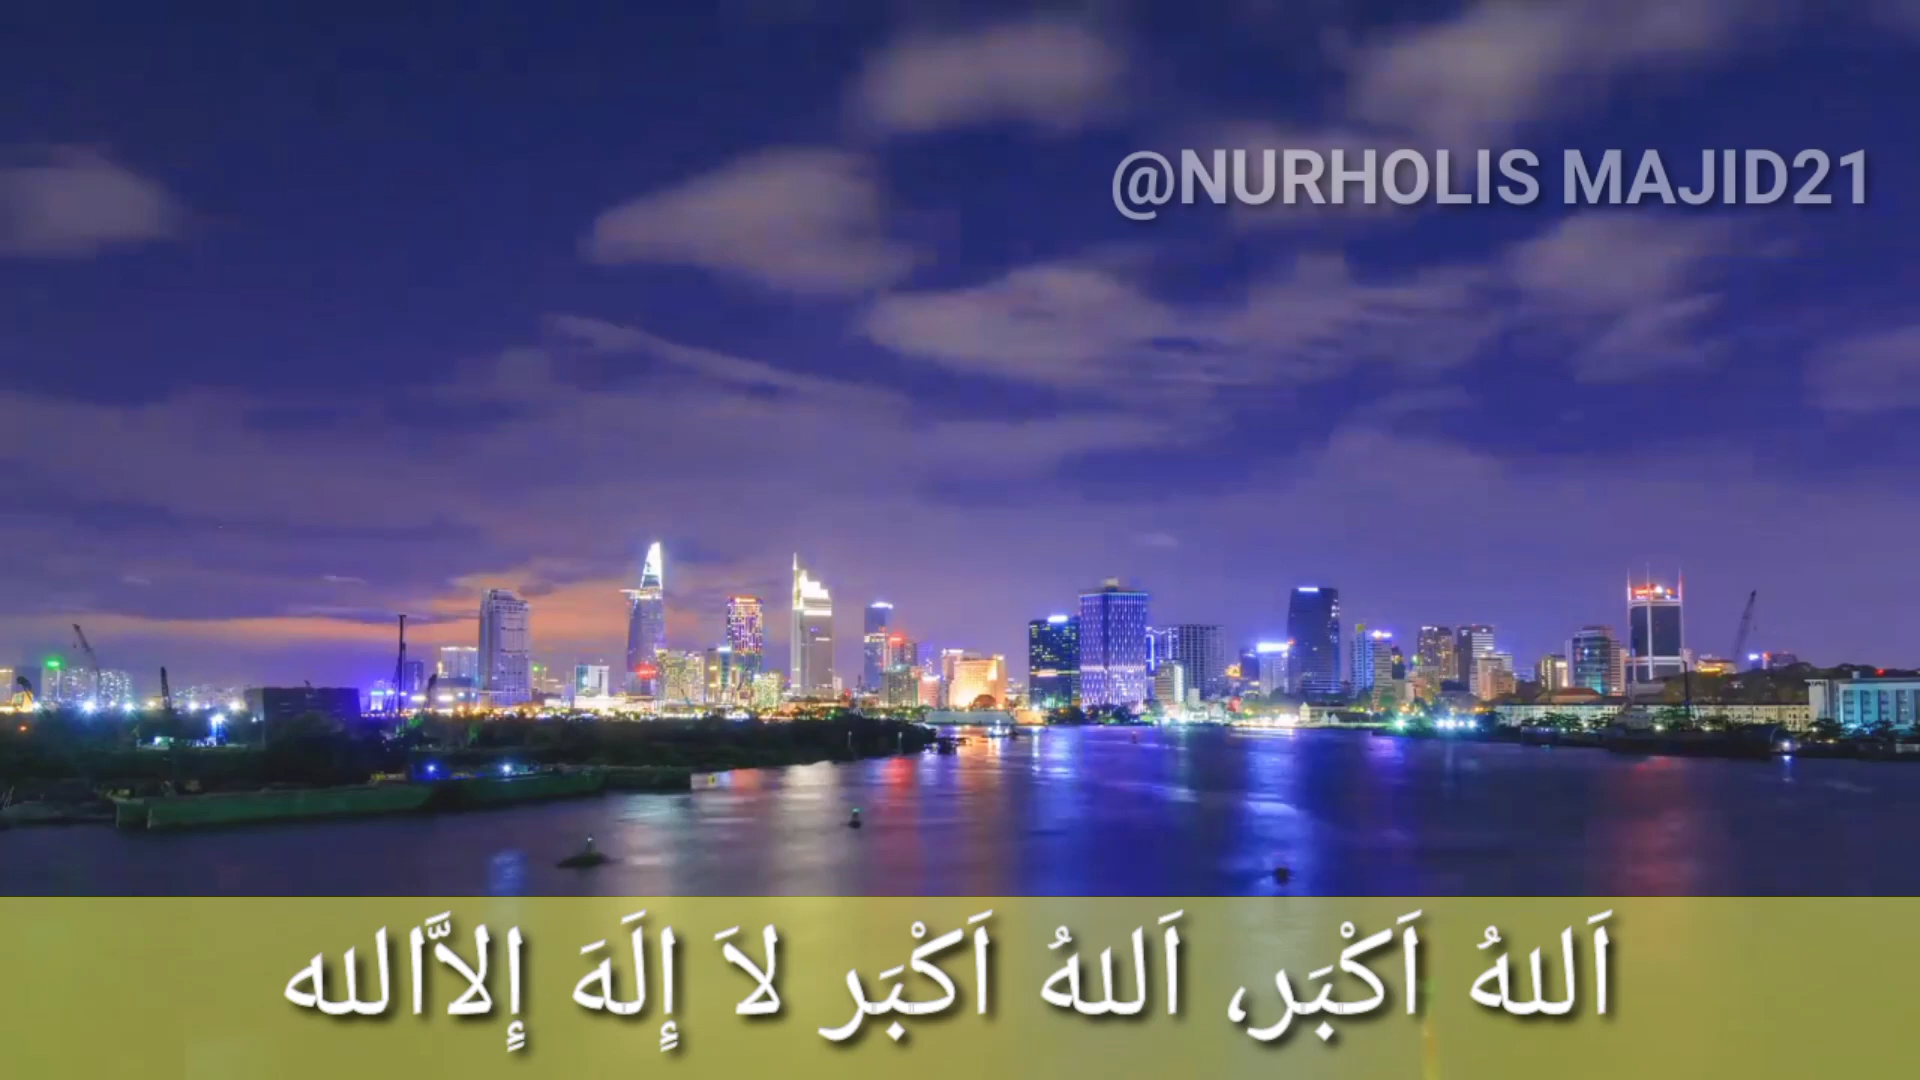 @NURHOLIS MAJID21
اَللهُ اَكْبَر، اَللهُ اَكْبَر لاَ إِلَهَ إِلاَّالله